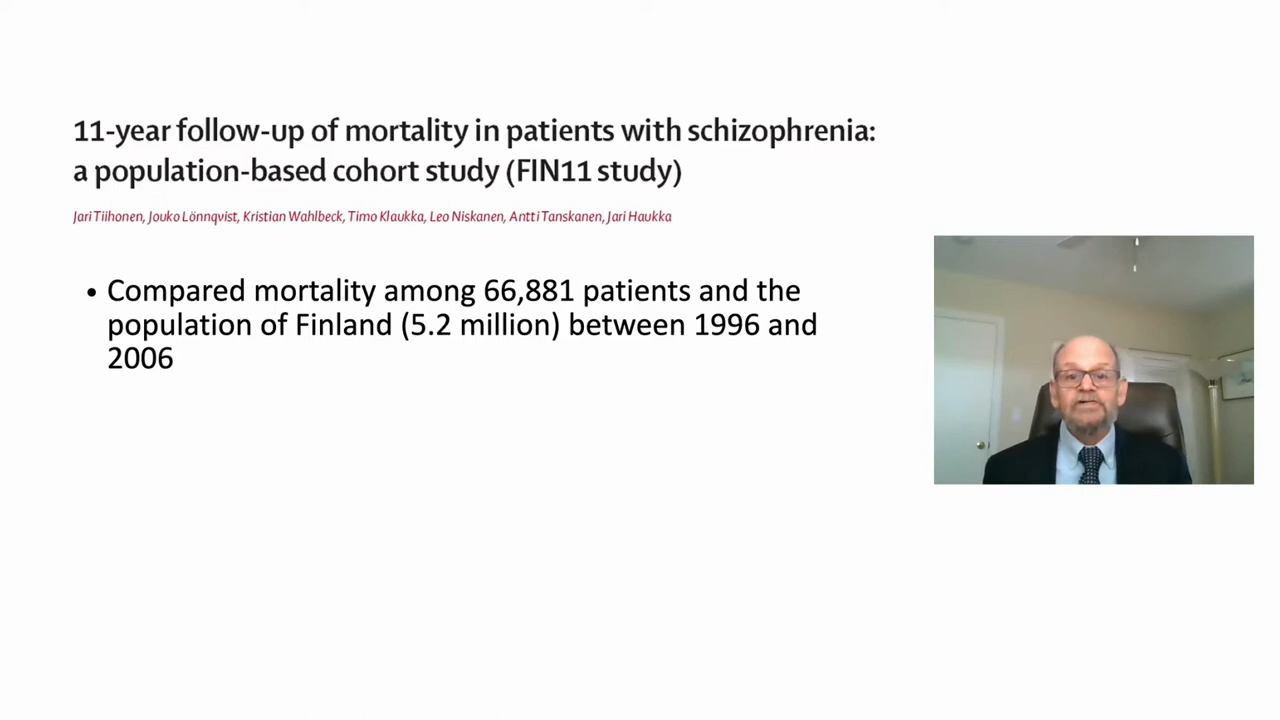 11-year follow-up of mortality in patients with schizophrenia:
a population-based cohort study (FIN11 study)
Jari Tiihonen, Jouko Lönnqvist, Kristian Wahlbeck, Timo Klaukka, Leo Niskanen, Antti Tanskanen, Jari Haukka
• Compared mortality among 66,881 patients and the
population of Finland (5.2 million) between 1996 and
2006